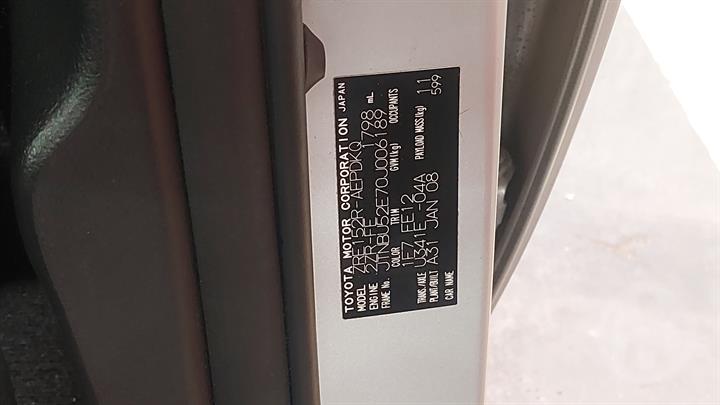 TOYOTA MOTOR CORPORATION JAPAN
MODEL ZRE152R-AEPDKQ
ENGINE 2ZR-FE 1798 mL
FRAME No. JTNBU52E70J006189
COLOR TRIM GVM(kg) OCCUPANTS
1E7 FE12
TRANS./AXLE U341E -04A PAYLOAD MASS(kg) 11
PLANT/BUILT A31 JAN 08 599
CAR NAME